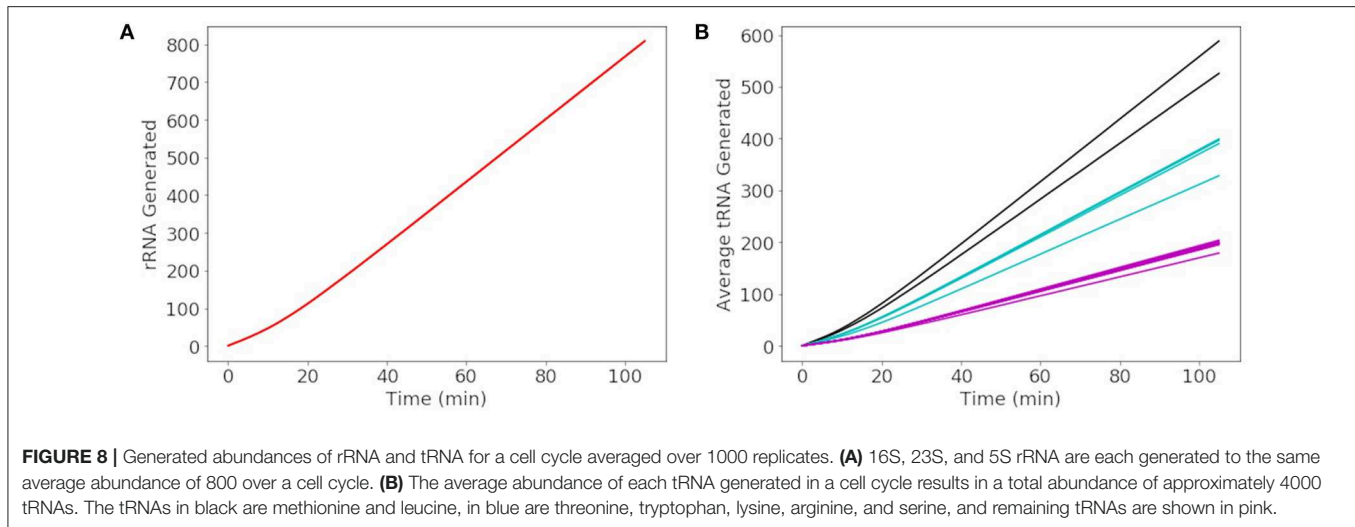 A
B
rRNA Generated
800
700
600
500
400
300
200
100
0
0 20 40 60 80 100
Time (min)
Average tRNA Generated
600
500
400
300
200
100
0
0 20 40 60 80 100
Time (min)
FIGURE 8 | Generated abundances of rRNA and tRNA for a cell cycle averaged over 1000 replicates. (A) 16S, 23S, and 5S rRNA are each generated to the same
average abundance of 800 over a cell cycle. (B) The average abundance of each tRNA generated in a cell cycle results in a total abundance of approximately 4000
tRNAs. The tRNAs in black are methionine and leucine, in blue are threonine, tryptophan, lysine, arginine, and serine, and remaining tRNAs are shown in pink.